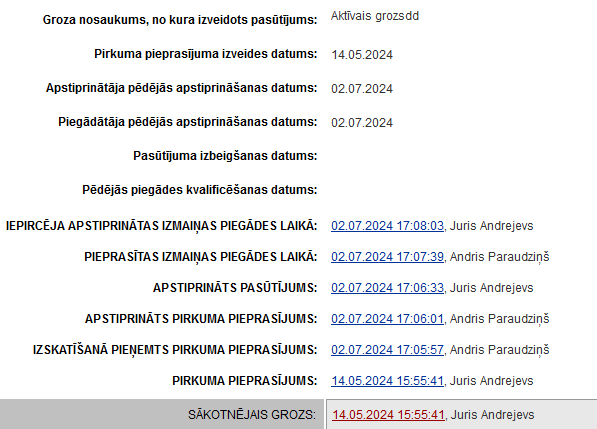 Groza nosaukums, no kura izveidots pasūtījums: Aktīvais grozsdd
Pirkuma pieprasījuma izveides datums: 14.05.2024
Apstiprinātāja pēdējās apstiprināšanas datums: 02.07.2024
Piegādātāja pēdējās apstiprināšanas datums: 02.07.2024
Pasūtījuma izbeigšanas datums:
Pēdējās piegādes kvalificēšanas datums:
IEPIRCĒJA APSTIPRINĀTAS IZMAIŅAS PIEGĀDES LAIKĀ: 02.07.2024 17:08:03, Juris Andrejevs
PIEPRASĪTAS IZMAIŅAS PIEGĀDES LAIKĀ: 02.07.2024 17:07:39, Andris Paraudziņš
APSTIPRINĀTS PASŪTĪJUMS: 02.07.2024 17:06:33, Juris Andrejevs
APSTIPRINĀTS PIRKUMA PIEPRASĪJUMS: 02.07.2024 17:06:01, Andris Paraudziņš
IZSKATĪŠANĀ PIEŅEMTS PIRKUMA PIEPRASĪJUMS: 02.07.2024 17:05:57, Andris Paraudziņš
PIRKUMA PIEPRASĪJUMS: 14.05.2024 15:55:41, Juris Andrejevs
SĀKOTNĒJAIS GROZS: 14.05.2024 15:55:41, Juris Andrejevs